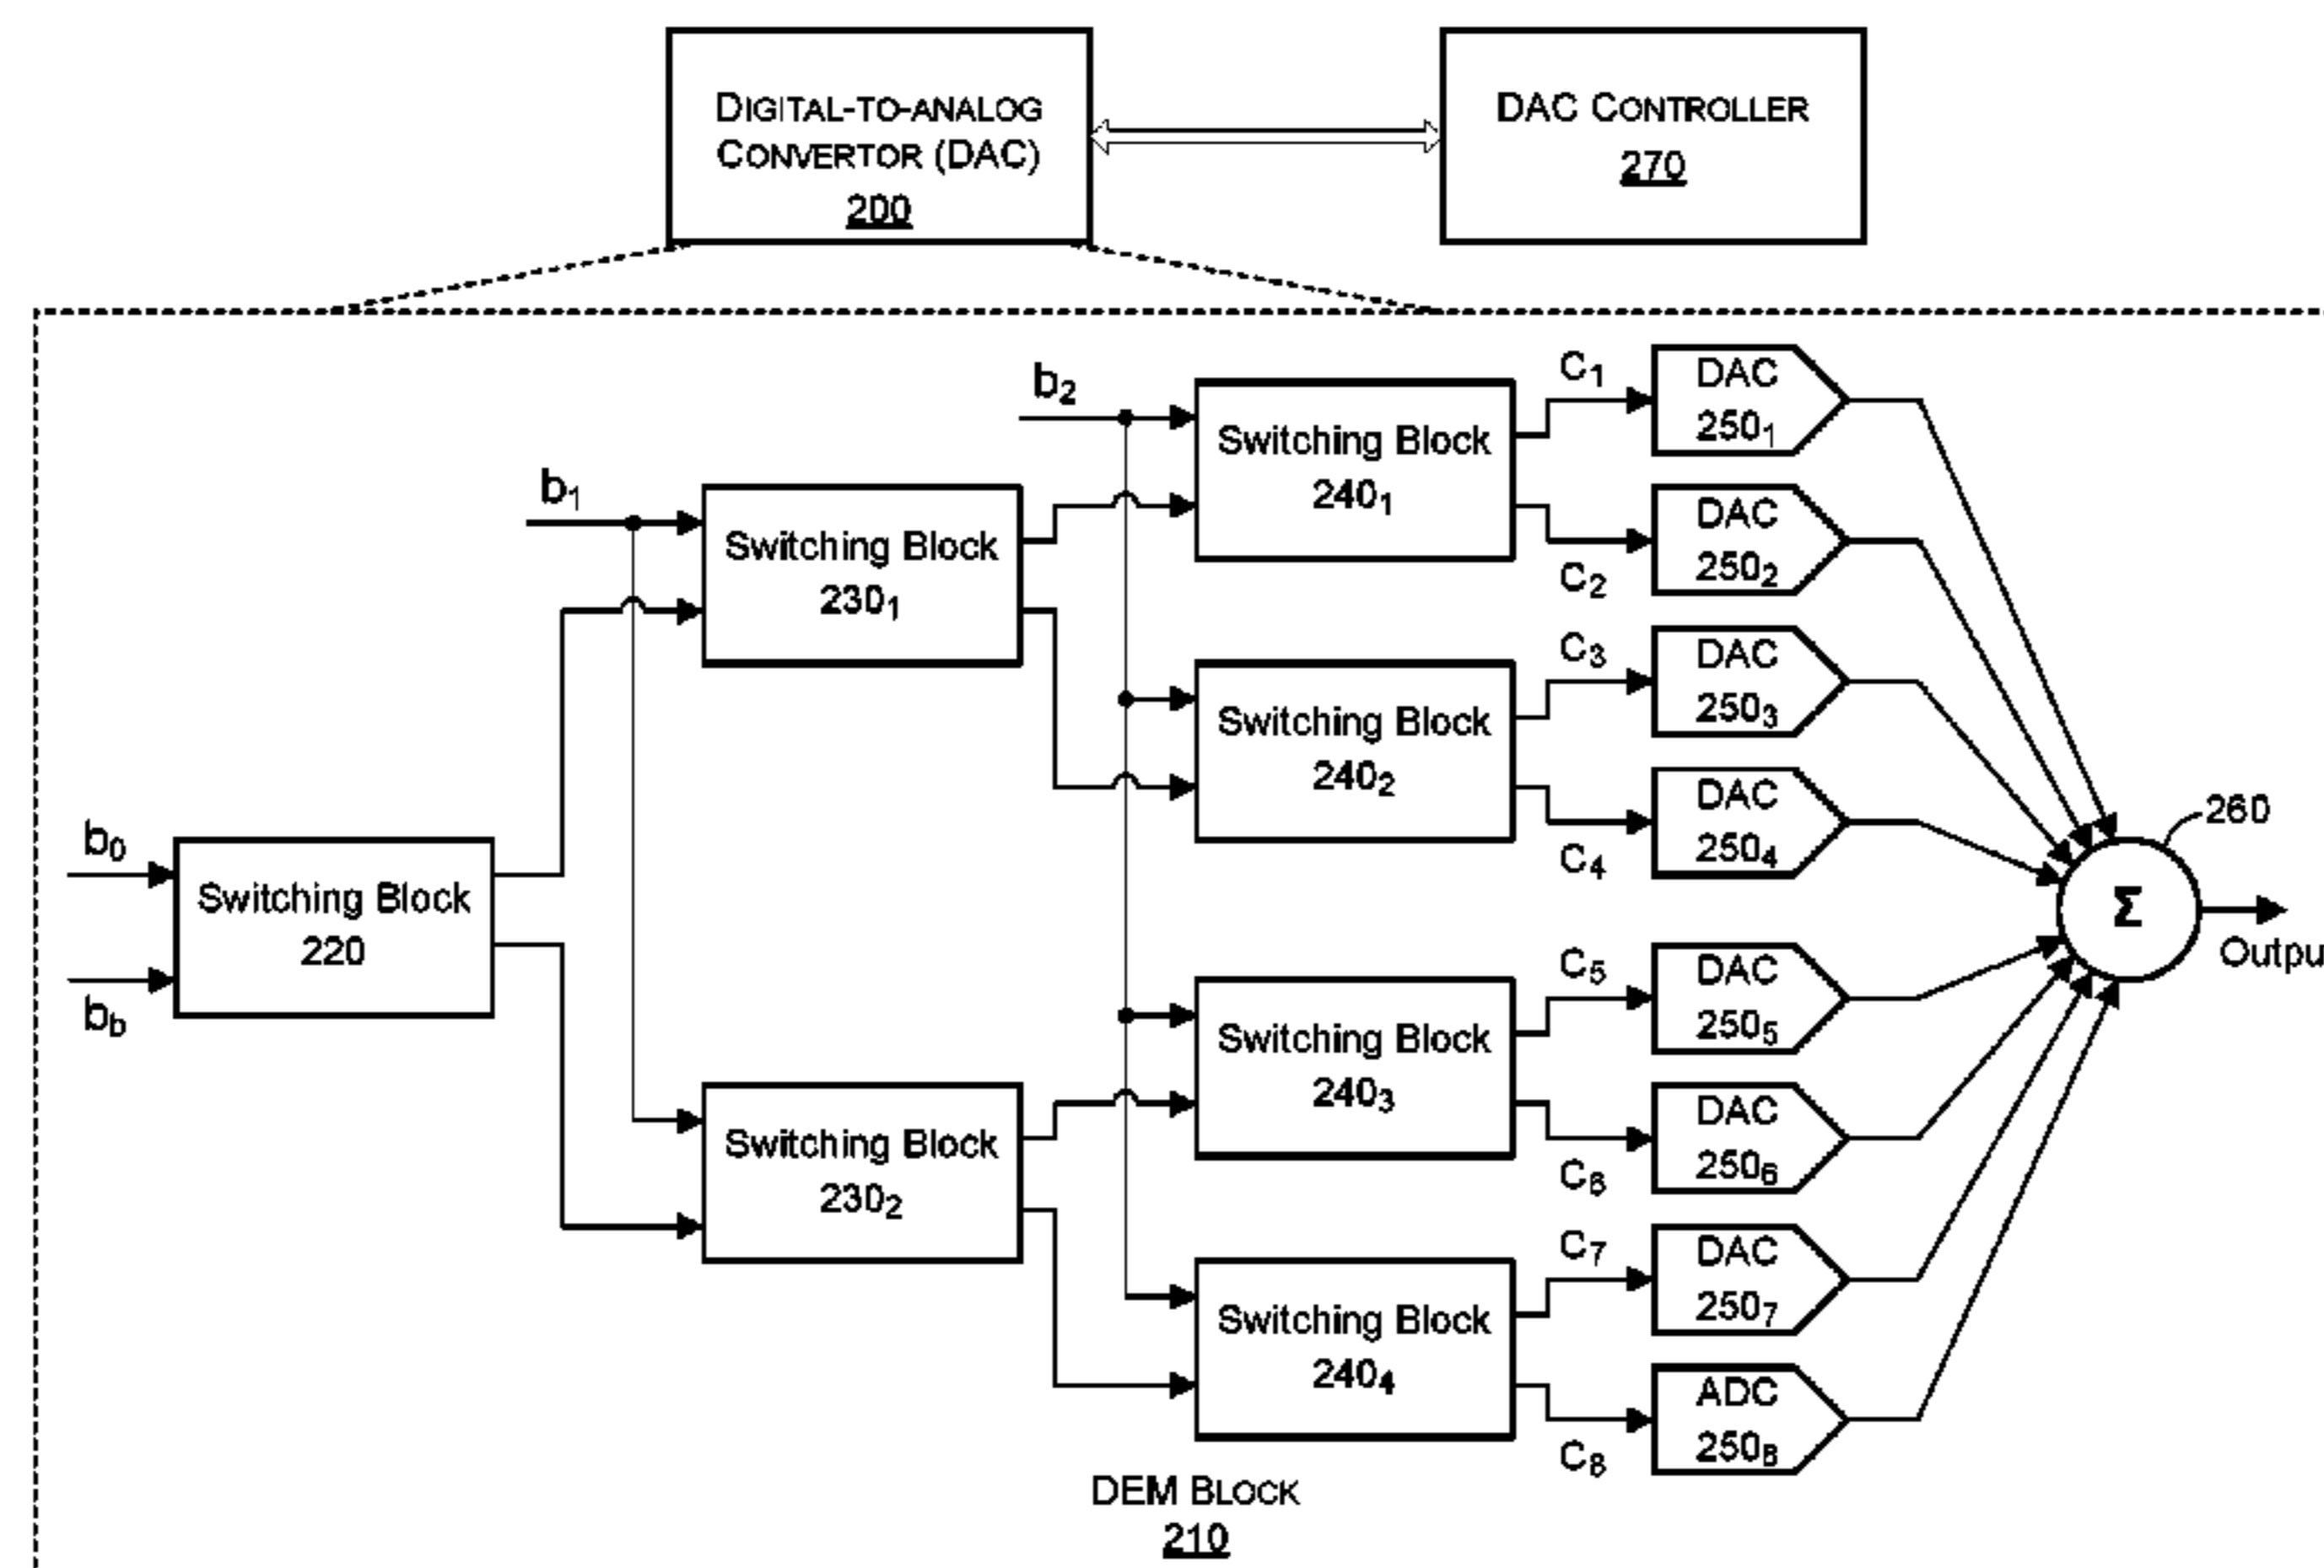 DIGITAL-TO-ANALOG
CONVERTOR (DAC)
200
DAC CONTROLLER
270
b0
bb
Switching Block
220
b1
Switching Block
230₁
Switching Block
230₂
b2
Switching Block
240₁
Switching Block
240₂
Switching Block
240₃
Switching Block
240₄
C₁
DAC
250₁
C₂
DAC
250₂
C₃
DAC
250₃
C₄
DAC
250₄
C₅
DAC
250₅
C₆
DAC
250₆
C₇
DAC
250₇
C₈
ADC
250₈
260
Σ
Outpu
DEM BLOCK
210